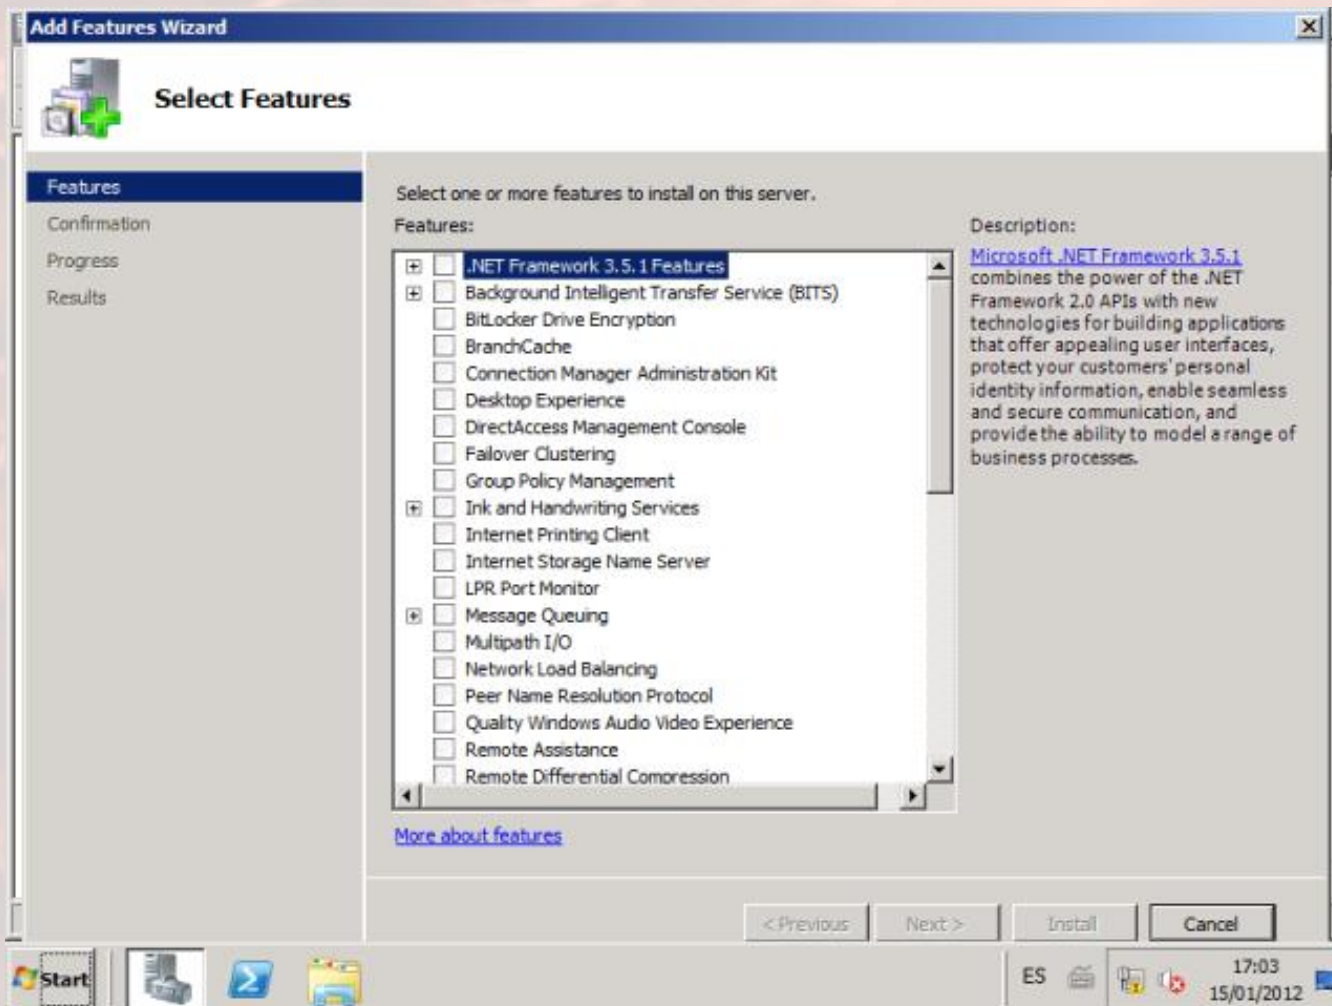 Add Features Wizard
Select Features
Features
Confirmation
Progress
Results
Select one or more features to install on this server.
Features:
.NET Framework 3.5.1 Features
Background Intelligent Transfer Service (BITS)
BitLocker Drive Encryption
BranchCache
Connection Manager Administration Kit
Desktop Experience
DirectAccess Management Console
Failover Clustering
Group Policy Management
Ink and Handwriting Services
Internet Printing Client
Internet Storage Name Server
LPR Port Monitor
Message Queuing
Multipath I/O
Network Load Balancing
Peer Name Resolution Protocol
Quality Windows Audio Video Experience
Remote Assistance
Remote Differential Compression
More about features
Description:
Microsoft .NET Framework 3.5.1
combines the power of the .NET
Framework 2.0 APIs with new
technologies for building applications
that offer appealing user interfaces,
protect your customers' personal
identity information, enable seamless
and secure communication, and
provide the ability to model a range of
business processes.
< Previous
Next >
Install
Cancel
Start
ES
17:03
15/01/2012